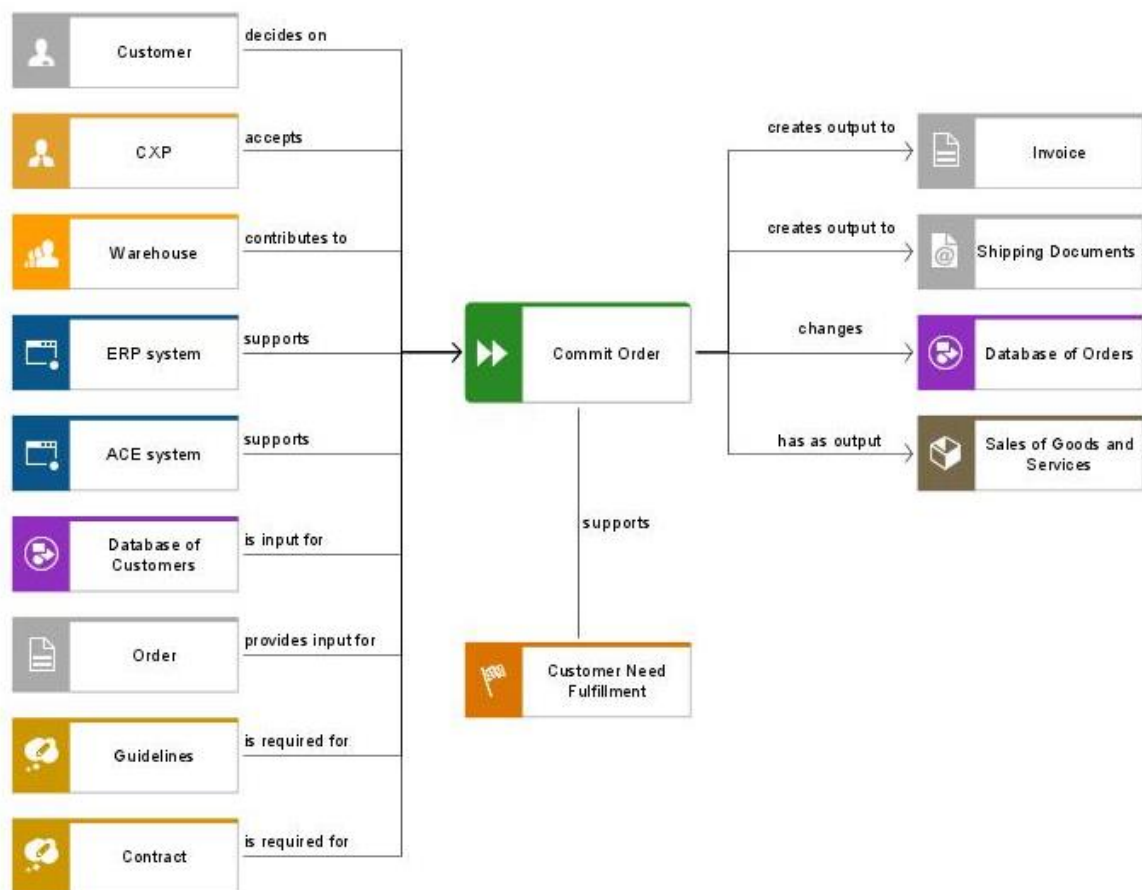 Customer
decides on
CXP
accepts
Warehouse
contributes to
ERP system
supports
ACE system
supports
Database of
Customers
is input for
Order
provides input for
Guidelines
is required for
Contract
is required for
Commit Order
supports
Customer Need
Fulfillment
creates output to
Invoice
creates output to
Shipping Documents
@
changes
Database of Orders
has as output
Sales of Goods and
Services